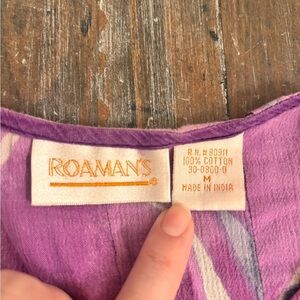 ROAMAN'S
R.N. #80911
100% COTTON
30-0800-0
M
MADE IN INDIA